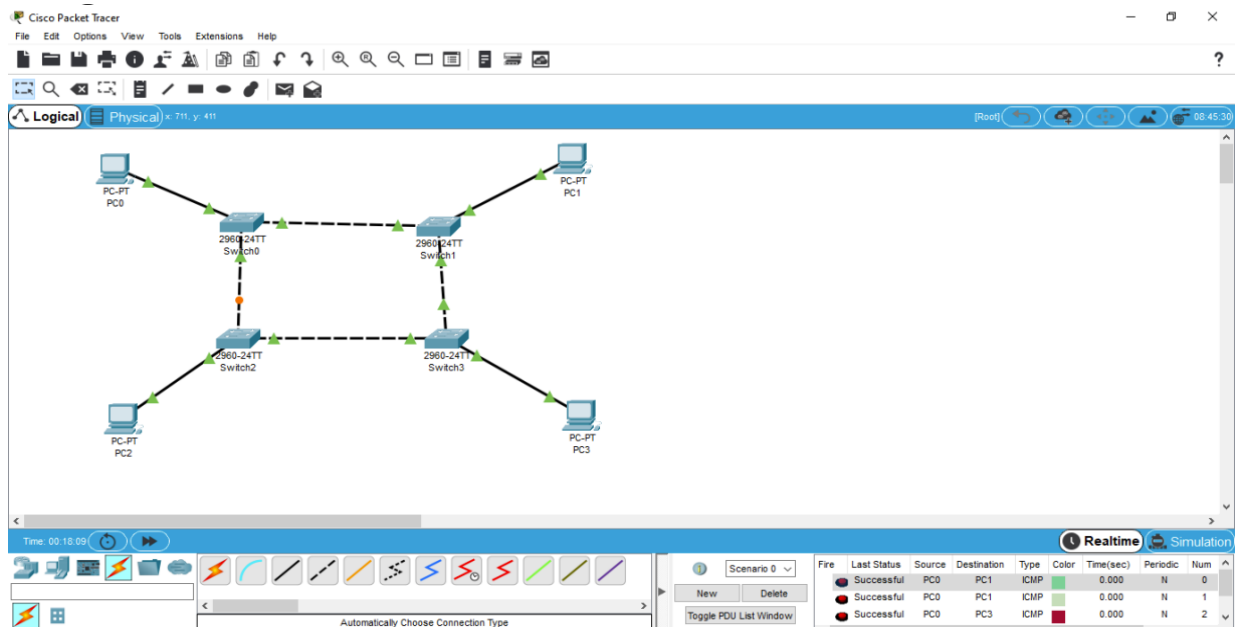 Cisco Packet Tracer
File Edit Options View Tools Extensions Help
?
Logical Physical x: 711, y: 411 [Root] 08:45:30
PC-PT
PC0
PC-PT
PC1
2960-24TT
Switch0
2960-24TT
Switch1
2960-24TT
Switch2
2960-24TT
Switch3
PC-PT
PC2
PC-PT
PC3
Time: 00:18:09 Realtime Simulation
Scenario 0
New Delete
Toggle PDU List Window
Automatically Choose Connection Type
Fire Last Status Source Destination Type Color Time(sec) Periodic Num
Successful PC0 PC1 ICMP 0.000 N 0
Successful PC0 PC1 ICMP 0.000 N 1
Successful PC0 PC3 ICMP 0.000 N 2